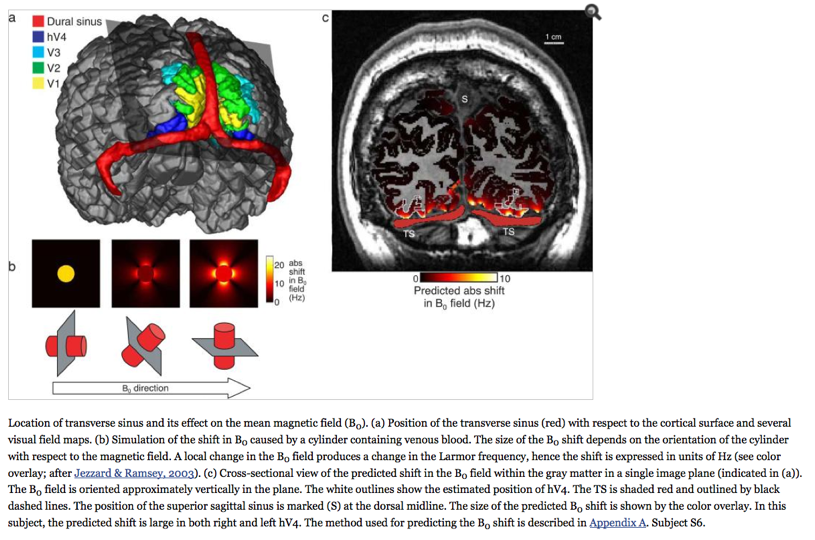 a
Dural sinus
hV4
V3
V2
V1
c
1 cm
S
TS
TS
b
20
10
0
abs
shift
in B0
field
(Hz)
0
10
Predicted abs shift
in B0 field (Hz)
B0 direction
Location of transverse sinus and its effect on the mean magnetic field (B0). (a) Position of the transverse sinus (red) with respect to the cortical surface and several
visual field maps. (b) Simulation of the shift in B0 caused by a cylinder containing venous blood. The size of the B0 shift depends on the orientation of the cylinder
with respect to the magnetic field. A local change in the B0 field produces a change in the Larmor frequency, hence the shift is expressed in units of Hz (see color
overlay; after Jezzard & Ramsey, 2003). (c) Cross-sectional view of the predicted shift in the B0 field within the gray matter in a single image plane (indicated in (a)).
The B0 field is oriented approximately vertically in the plane. The white outlines show the estimated position of hV4. The TS is shaded red and outlined by black
dashed lines. The position of the superior sagittal sinus is marked (S) at the dorsal midline. The size of the predicted B0 shift is shown by the color overlay. In this
subject, the predicted shift is large in both right and left hV4. The method used for predicting the B0 shift is described in Appendix A. Subject S6.